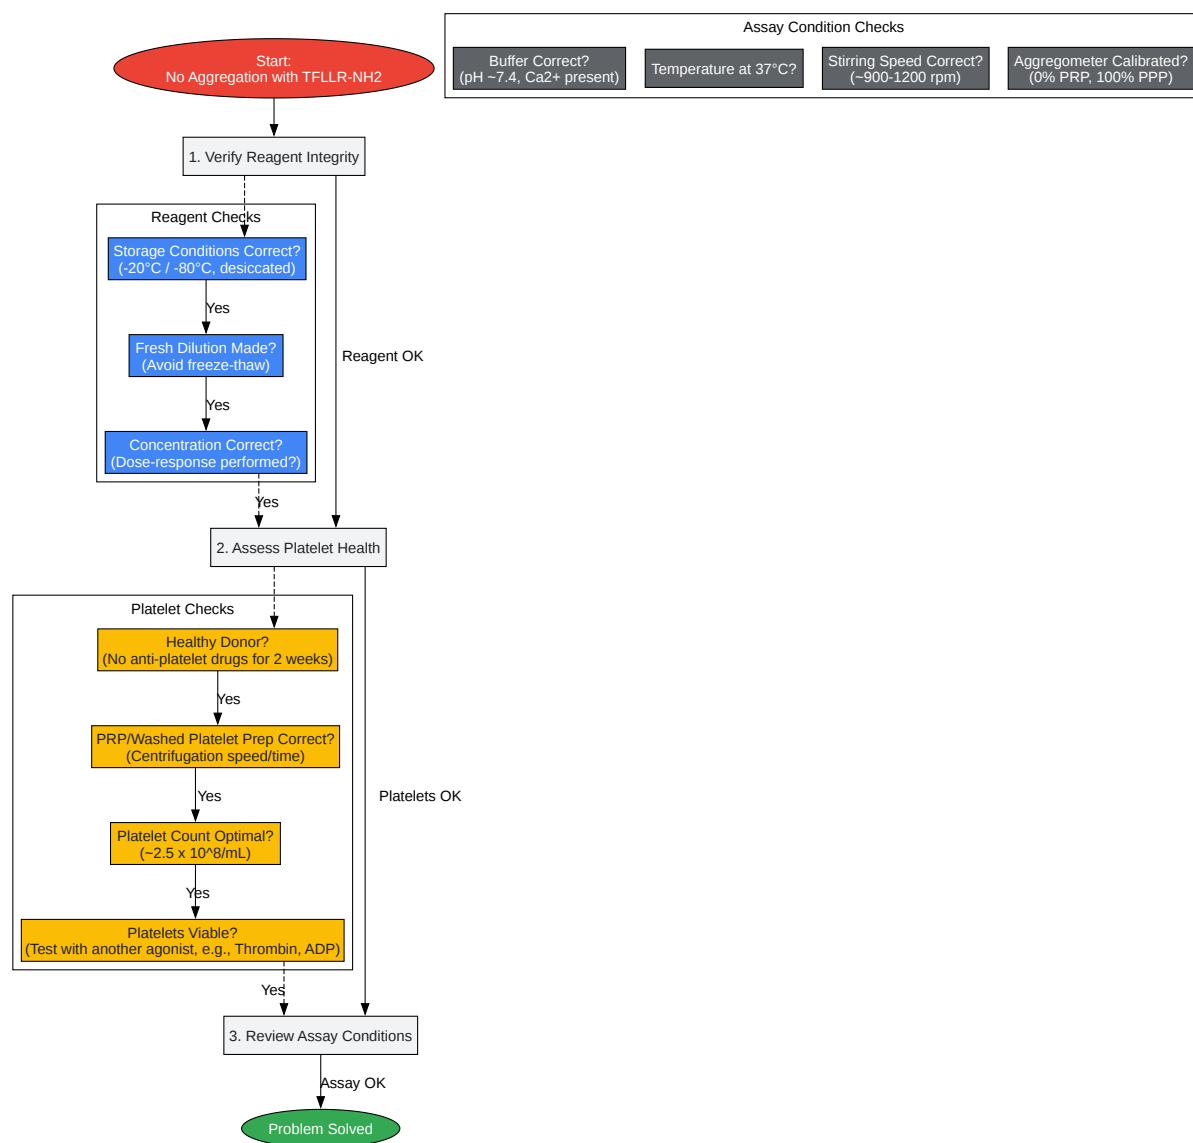 Start:
No Aggregation with TFLLR-NH2
Assay Condition Checks
Buffer Correct?
(pH ~7.4, Ca2+ present)
Temperature at 37°C?
Stirring Speed Correct?
(~900-1200 rpm)
Aggregometer Calibrated?
(0% PRP, 100% PPP)
1. Verify Reagent Integrity
Reagent Checks
Storage Conditions Correct?
(-20°C / -80°C, desiccated)
Yes
Fresh Dilution Made?
(Avoid freeze-thaw)
Reagent OK
Yes
Concentration Correct?
(Dose-response performed?)
Yes
2. Assess Platelet Health
Platelet Checks
Healthy Donor?
(No anti-platelet drugs for 2 weeks)
Yes
PRP/Washed Platelet Prep Correct?
(Centrifugation speed/time)
Yes
Platelets OK
Platelet Count Optimal?
(~2.5 x 10^8/mL)
Yes
Platelets Viable?
(Test with another agonist, e.g., Thrombin, ADP)
Yes
3. Review Assay Conditions
Assay OK
Problem Solved